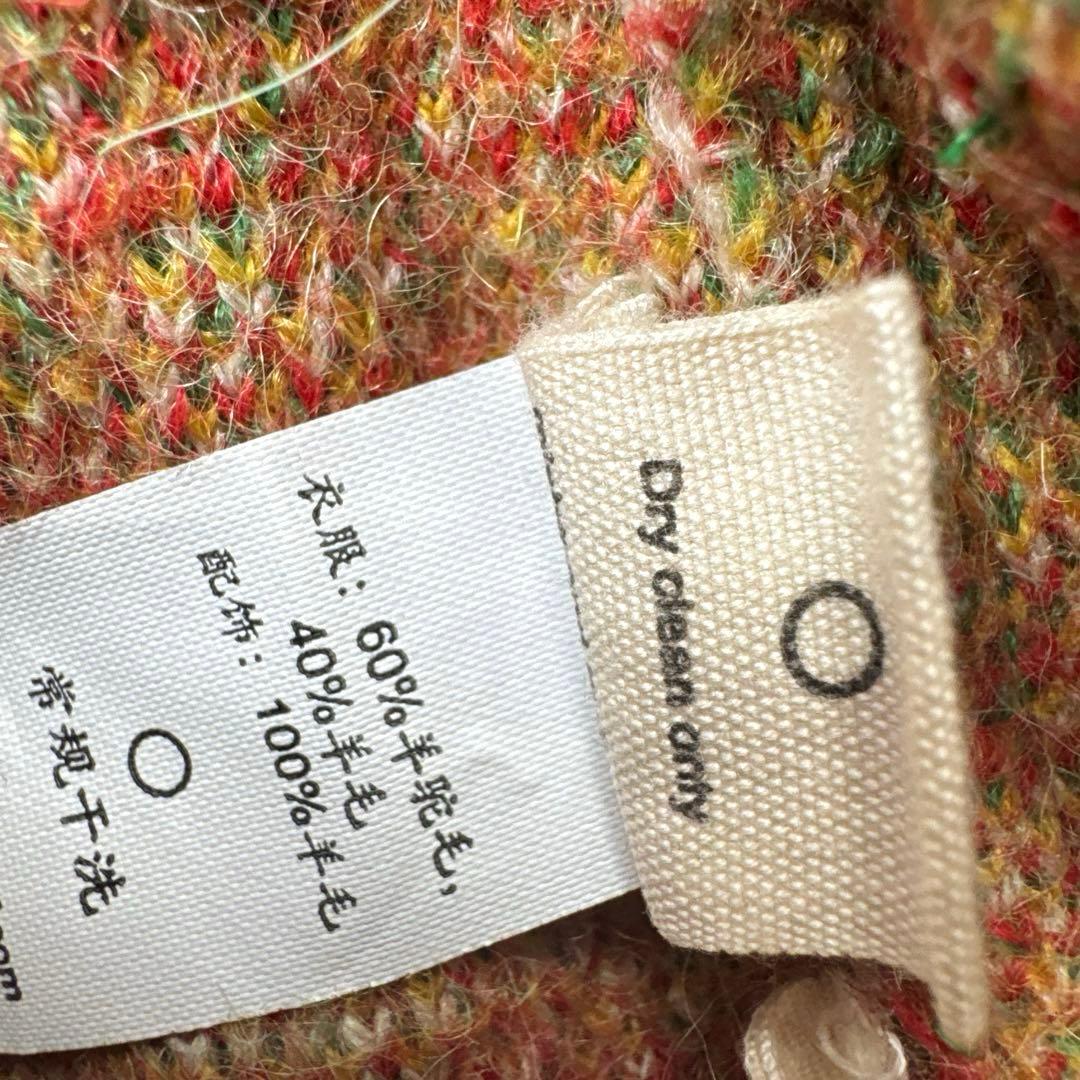 衣服：60%羊驼毛，
40%羊毛
配饰：100%羊毛
常规干洗
Dry clean only